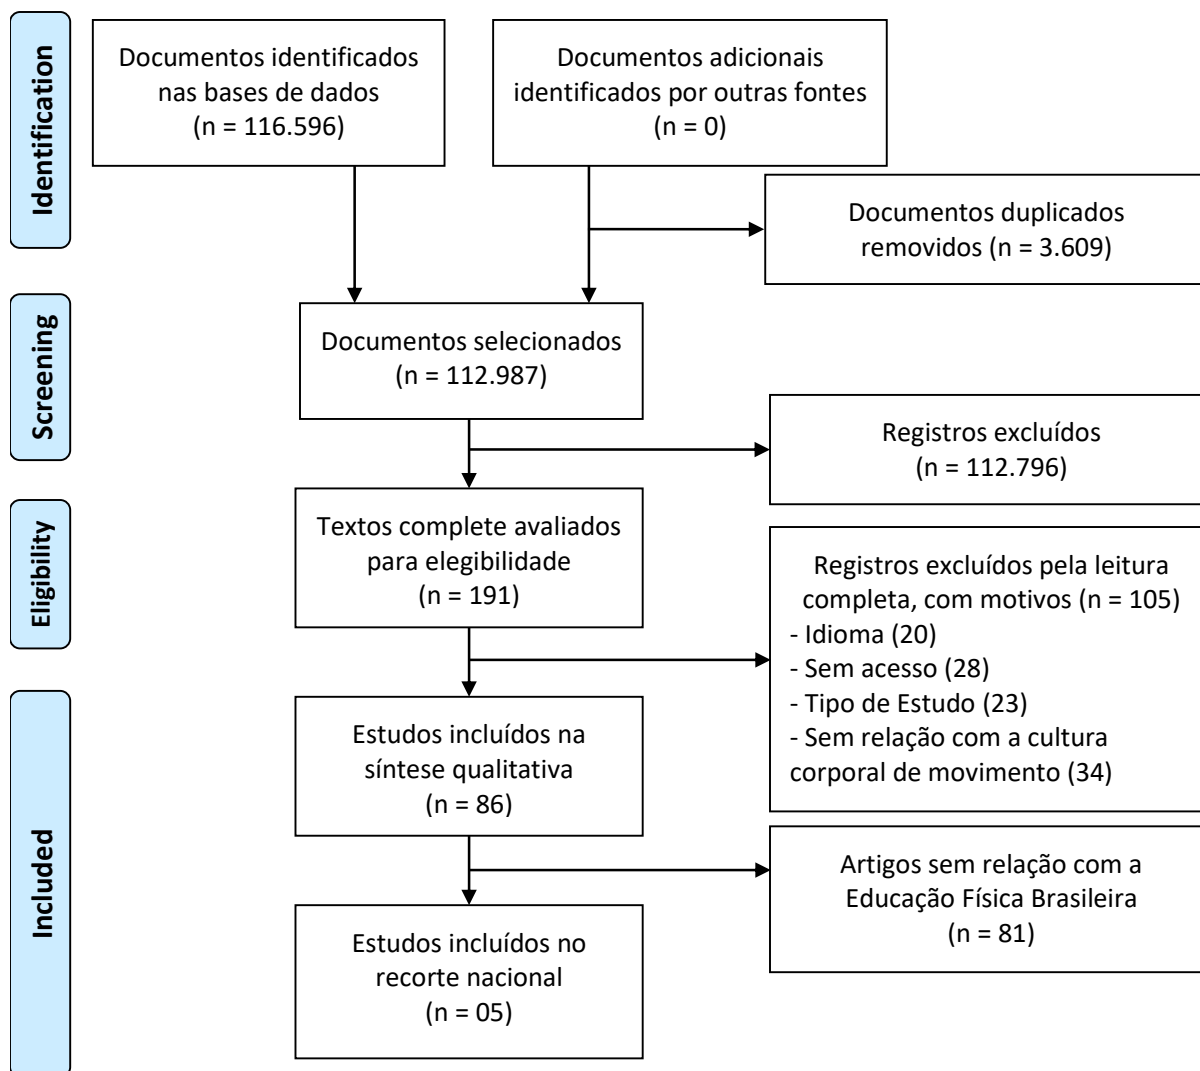 Identification
Documentos identificados
nas bases de dados
(n = 116.596)
Documentos adicionais
identificados por outras fontes
(n = 0)
Documentos duplicados
removidos (n = 3.609)
Screening
Documentos selecionados
(n = 112.987)
Registros excluídos
(n = 112.796)
Eligibility
Textos complete avaliados
para elegibilidade
(n = 191)
Registros excluídos pela leitura
completa, com motivos (n = 105)
- Idioma (20)
- Sem acesso (28)
- Tipo de Estudo (23)
- Sem relação com a cultura
corporal de movimento (34)
Included
Estudos incluídos na
síntese qualitativa
(n = 86)
Artigos sem relação com a
Educação Física Brasileira
(n = 81)
Estudos incluídos no
recorte nacional
(n = 05)